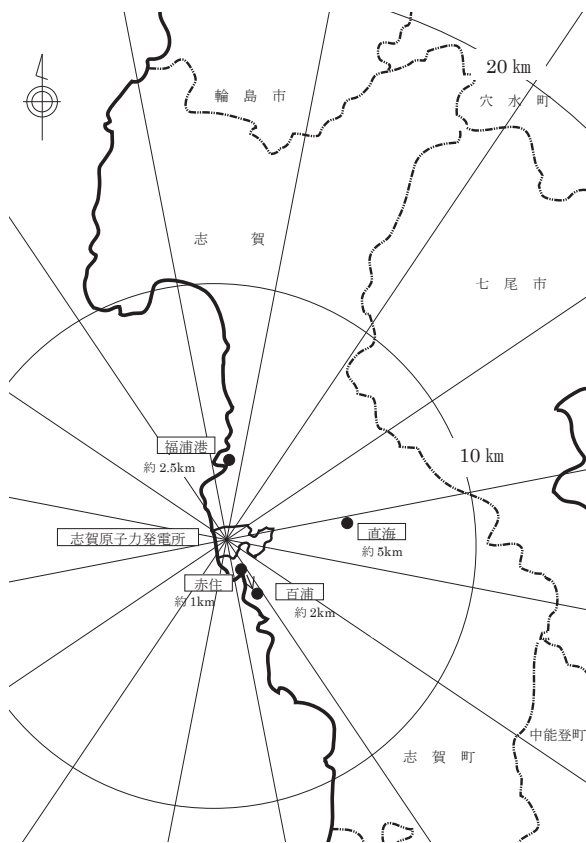 20 ㎞
輪 島 市
穴 水 町
志 賀
七 尾 市
福浦港
約 2.5km
10 ㎞
志賀原子力発電所
直海
約 5km
赤住
約 1km
百浦
約 2km
中能登町
志 賀 町